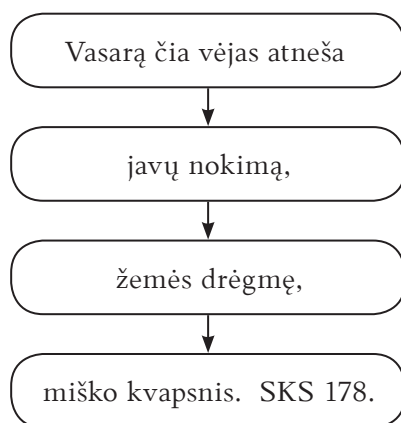 Vasarą čia vėjas atneša
javų nokimą,
žemės drėgmę,
miško kvapsnis. SKS 178.